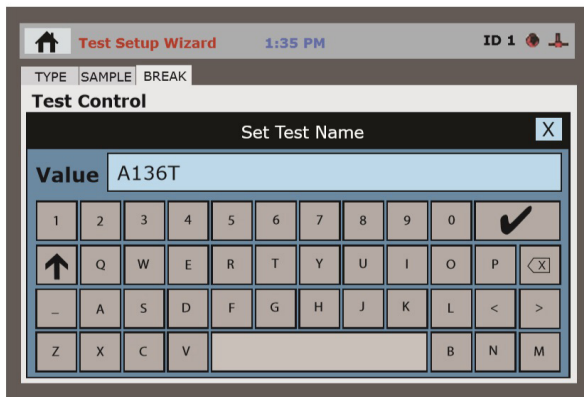 Test Setup Wizard 1:35 PM ID 1
TYPE SAMPLE BREAK
Test Control
Set Test Name X
Value A136T
1 2 3 4 5 6 7 8 9 0
Q W E R T Y U I O P X
_ A S D F G H J K L < >
Z X C V B N M